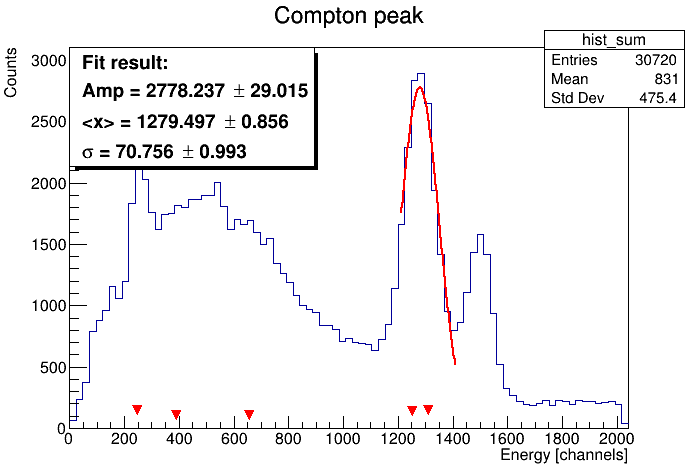 Compton peak
hist_sum
Entries 30720
Mean 831
Std Dev 475.4
Fit result:
Amp = 2778.237 ± 29.015
<x> = 1279.497 ± 0.856
σ = 70.756 ± 0.993
Counts
3000
2500
2000
1500
1000
500
0
0 200 400 600 800 1000 1200 1400 1600 1800 2000
Energy [channels]